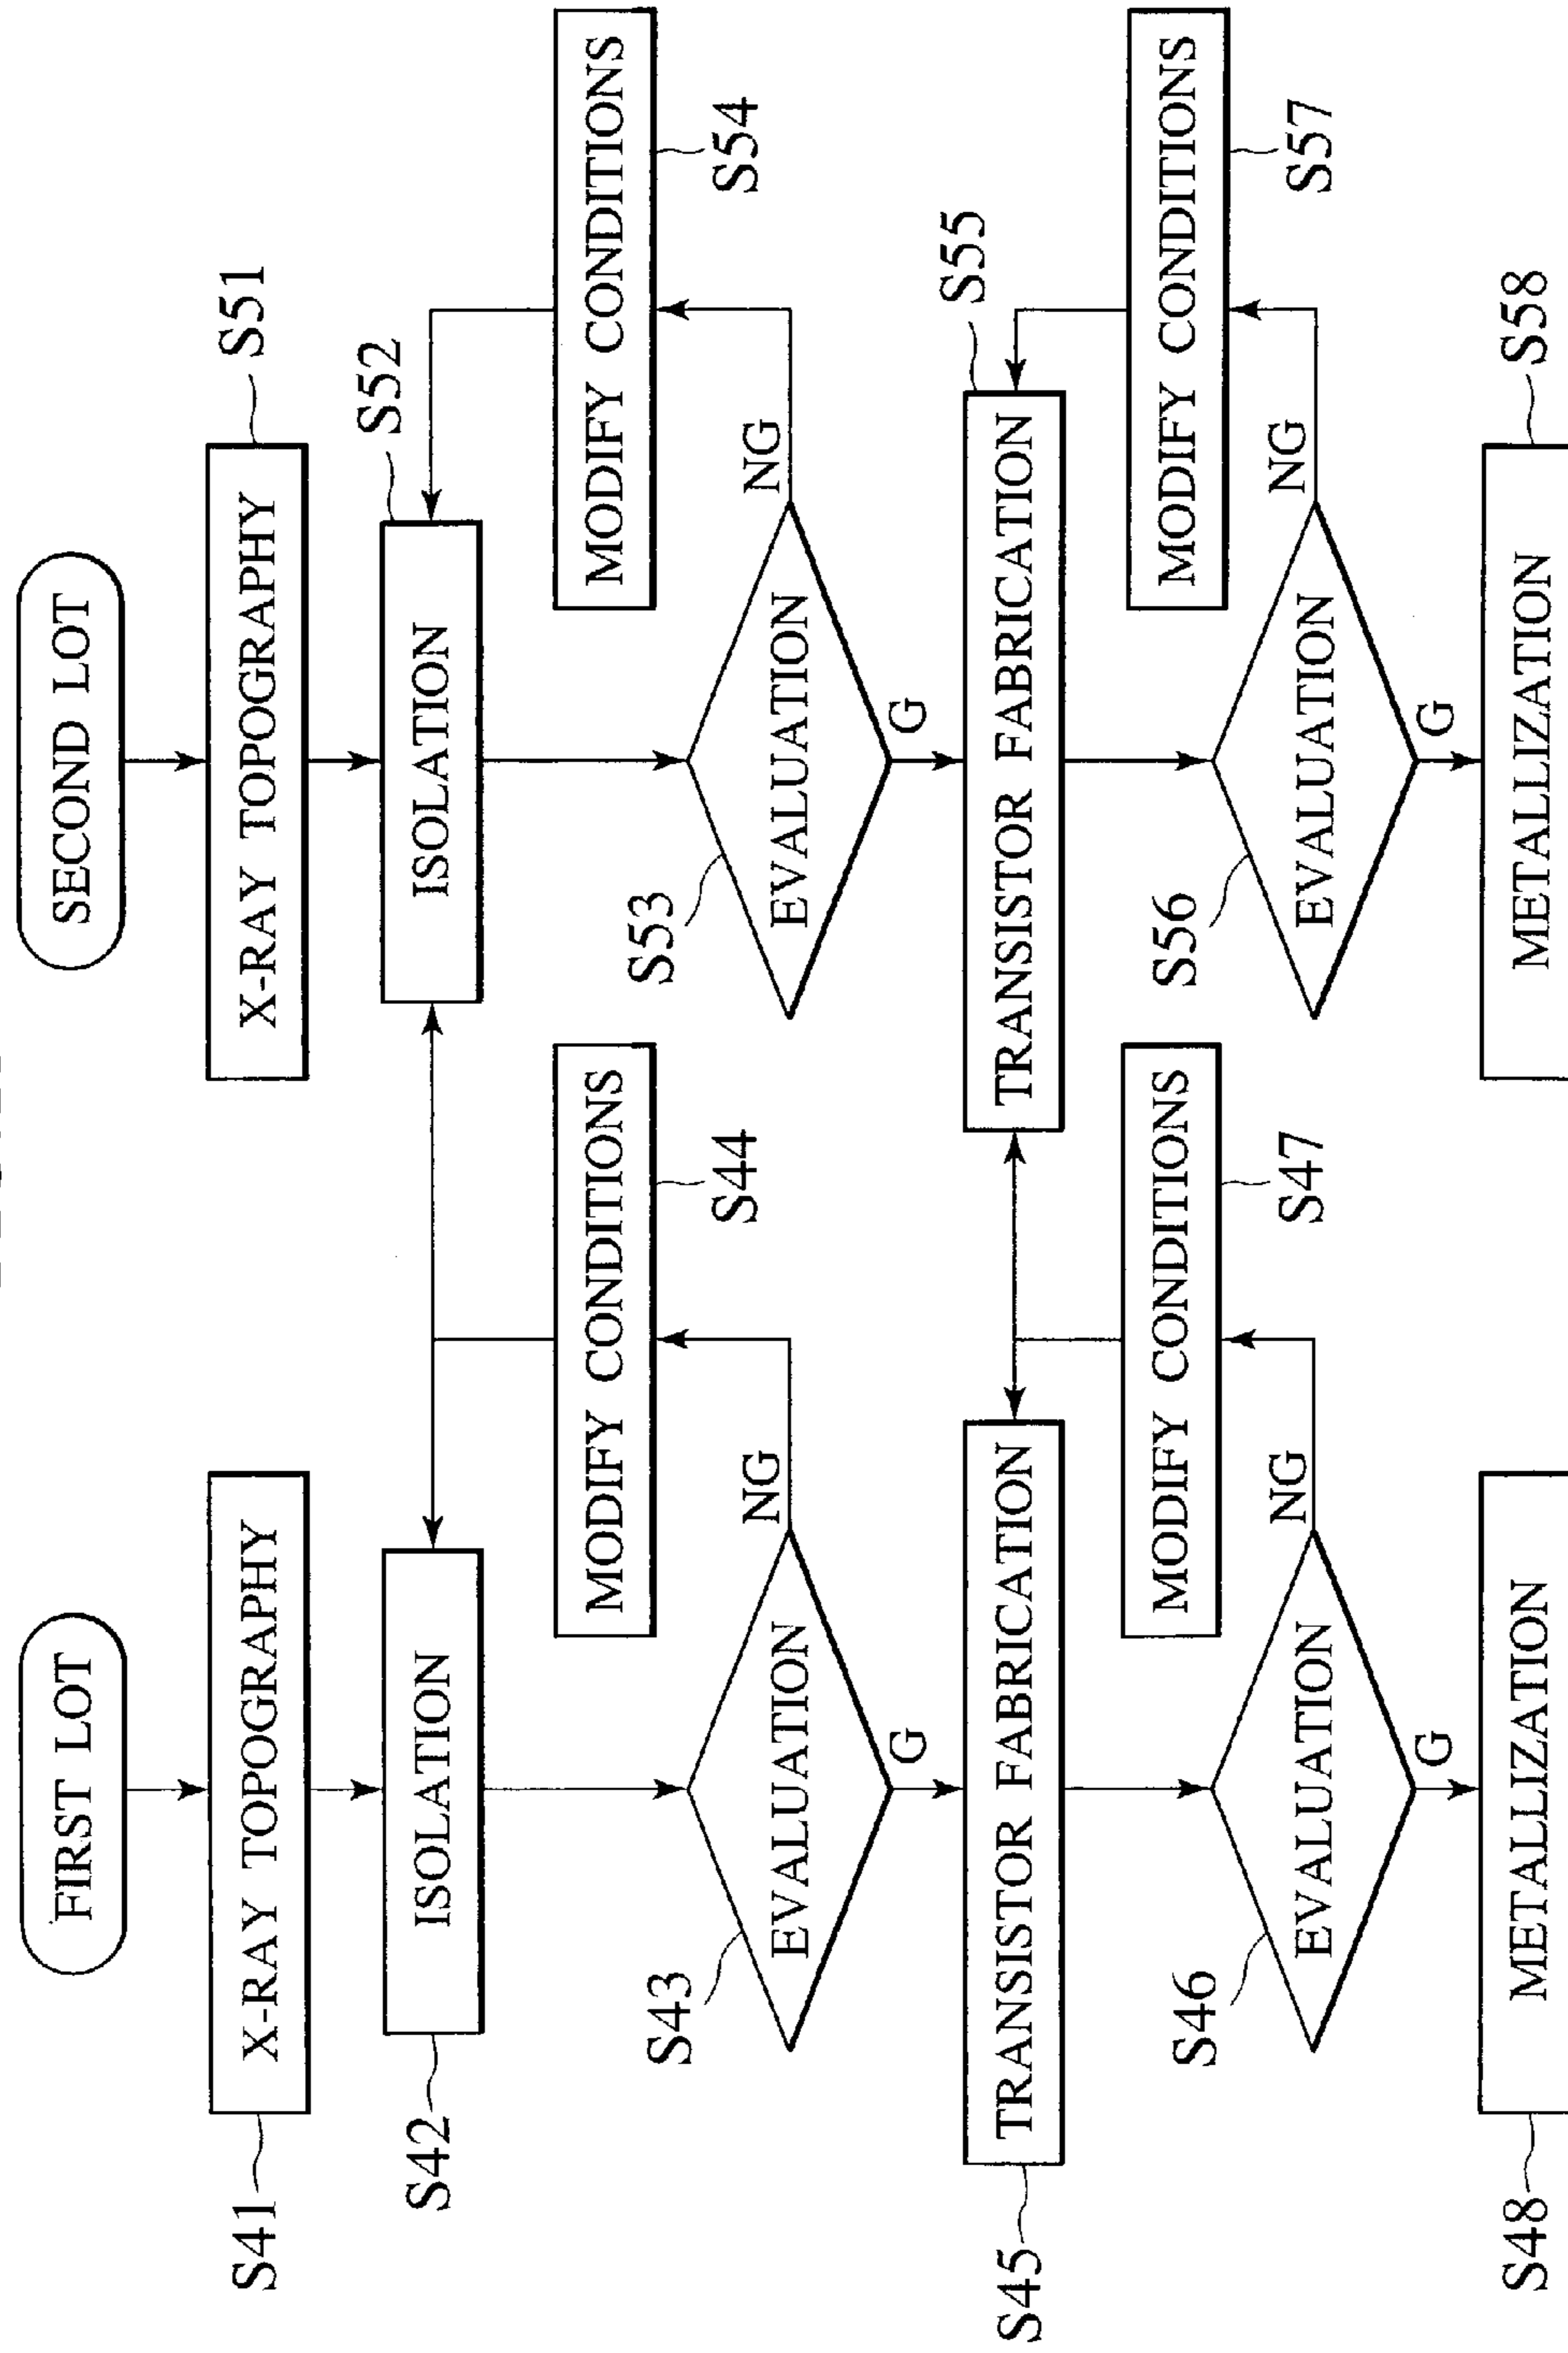 FIRST LOT
S41
X-RAY TOPOGRAPHY
S42
ISOLATION
S43
EVALUATION
NG
MODIFY CONDITIONS
S44
G
S45
TRANSISTOR FABRICATION
S46
EVALUATION
NG
MODIFY CONDITIONS
S47
G
S48
METALLIZATION
SECOND LOT
X-RAY TOPOGRAPHY
S51
S52
ISOLATION
S53
EVALUATION
NG
MODIFY CONDITIONS
S54
G
S55
TRANSISTOR FABRICATION
S56
EVALUATION
NG
MODIFY CONDITIONS
S57
G
METALLIZATION
S58